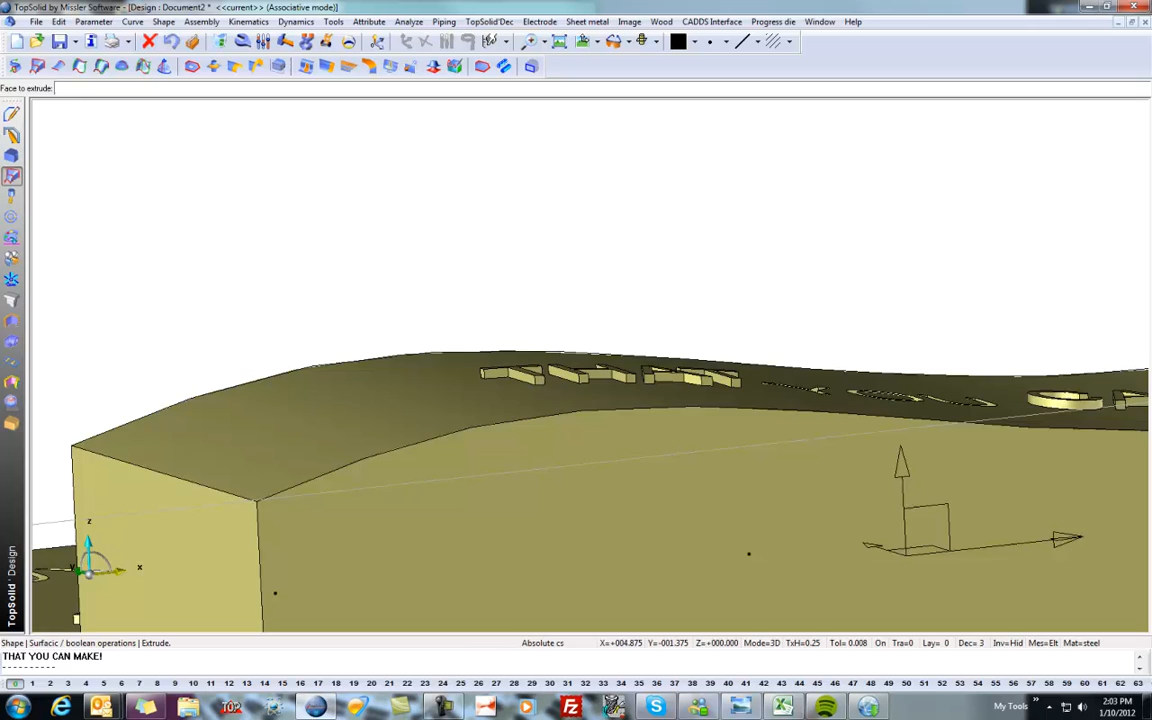 TopSolid by Missler Software - [Design : Document2 * <<current>> (Associative mode)]
File Edit Parameter Curve Shape Assembly Kinematics Dynamics Tools Attribute Analyze Piping TopSolid'Dec Electrode Sheet metal Image Wood CADDS Interface Progress die Window Help
Face to extrude:
z
x
TopSolid 'Design
Shape | Surfacic / boolean operations | Extrude.
Absolute cs X=+004.875 Y=-001.375 Z=+000.000 Mode=3D TxH=0.25 Tol= 0.008 On Tra=0 Lay= 0 Dec= 3 Inv=Hid Mes=Elt Mat=steel
THAT YOU CAN MAKE!
----------
0 1 2 3 4 5 6 7 8 9 10 11 12 13 14 15 16 17 18 19 20 21 22 23 24 25 26 27 28 29 30 31 32 33 34 35 36 37 38 39 40 41 42 43 44 45 46 47 48 49 50 51 52 53 54 55 56 57 58 59 60 61 62 63
My Tools
2:03 PM
1/10/2012